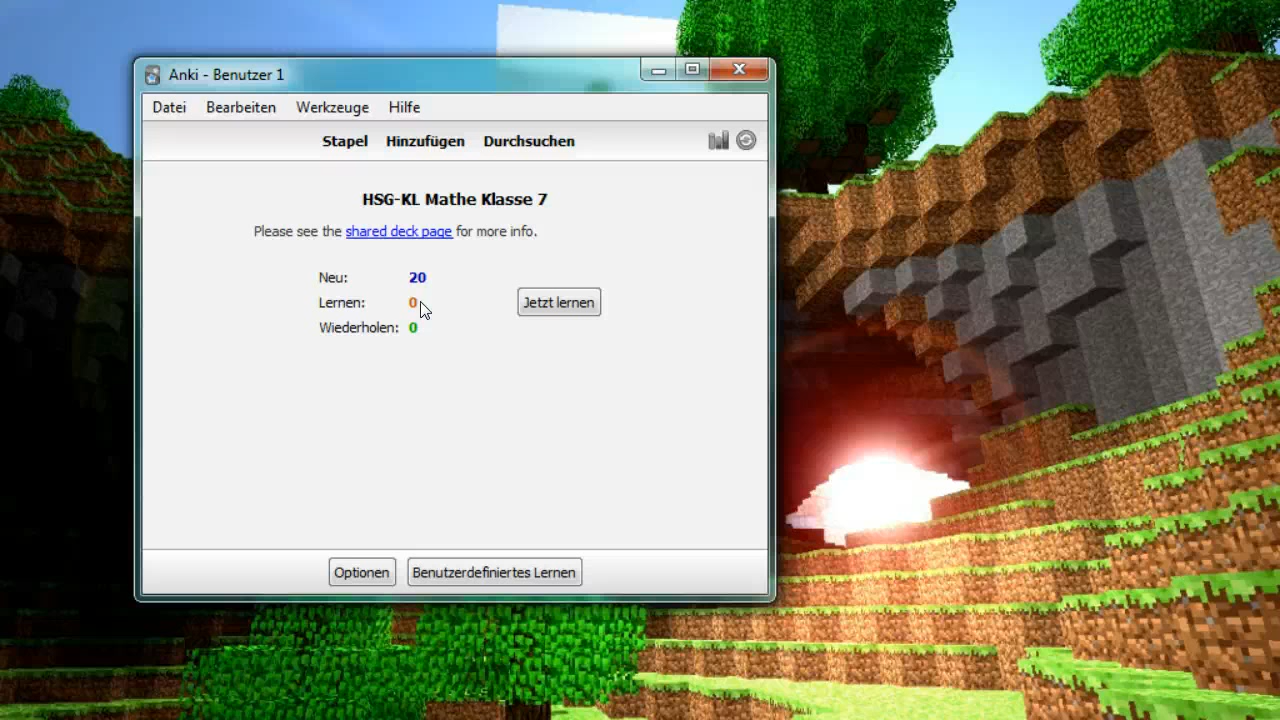 Anki - Benutzer 1
Datei Bearbeiten Werkzeuge Hilfe
Stapel Hinzufügen Durchsuchen
HSG-KL Mathe Klasse 7
Please see the shared deck page for more info.
Neu: 20
Lernen: 0
Jetzt lernen
Wiederholen: 0
Optionen Benutzerdefiniertes Lernen